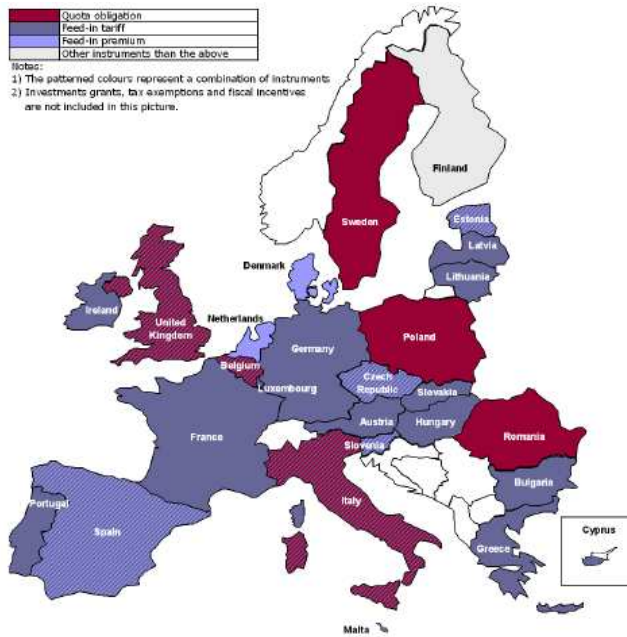 Quota obligation
Feed-in tariff
Feed-in premium
Other instruments than the above
Notes:
1) The patterned colours represent a combination of instruments
2) Investments grants, tax exemptions and fiscal incentives
are not included in this picture.
Finland
Sweden
Estonia
Latvia
Lithuania
Denmark
Ireland
United
Kingdom
Netherlands
Belgium
Germany
Poland
Luxembourg
Czech
Republic
Slovakia
France
Austria
Hungary
Slovenia
Romania
Italy
Bulgaria
Portugal
Spain
Greece
Cyprus
Malta